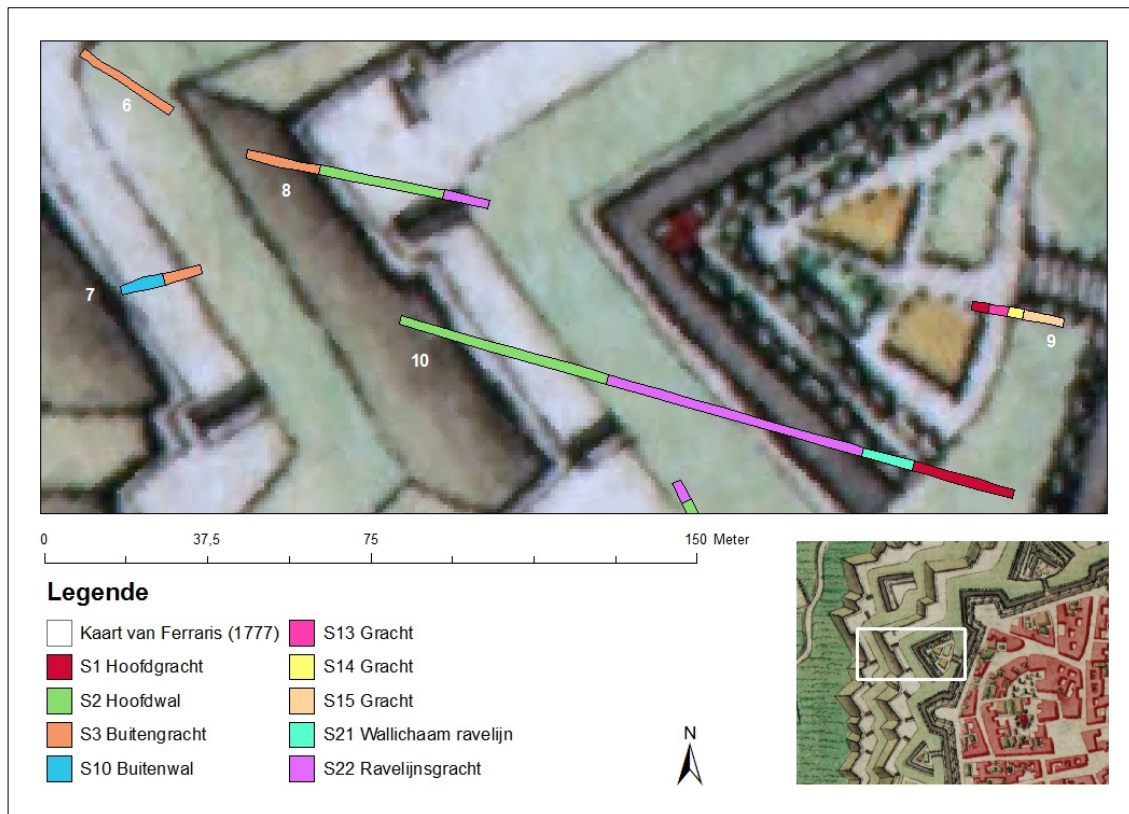 6
8
7
9
10
0 37,5 75 150 Meter
Legende
Kaart van Ferraris (1777)
S1 Hoofdgracht
S2 Hoofdwal
S3 Buitengracht
S10 Buitenwal
S13 Gracht
S14 Gracht
S15 Gracht
S21 Wallichaam ravelijn
S22 Ravelijnsgracht
N